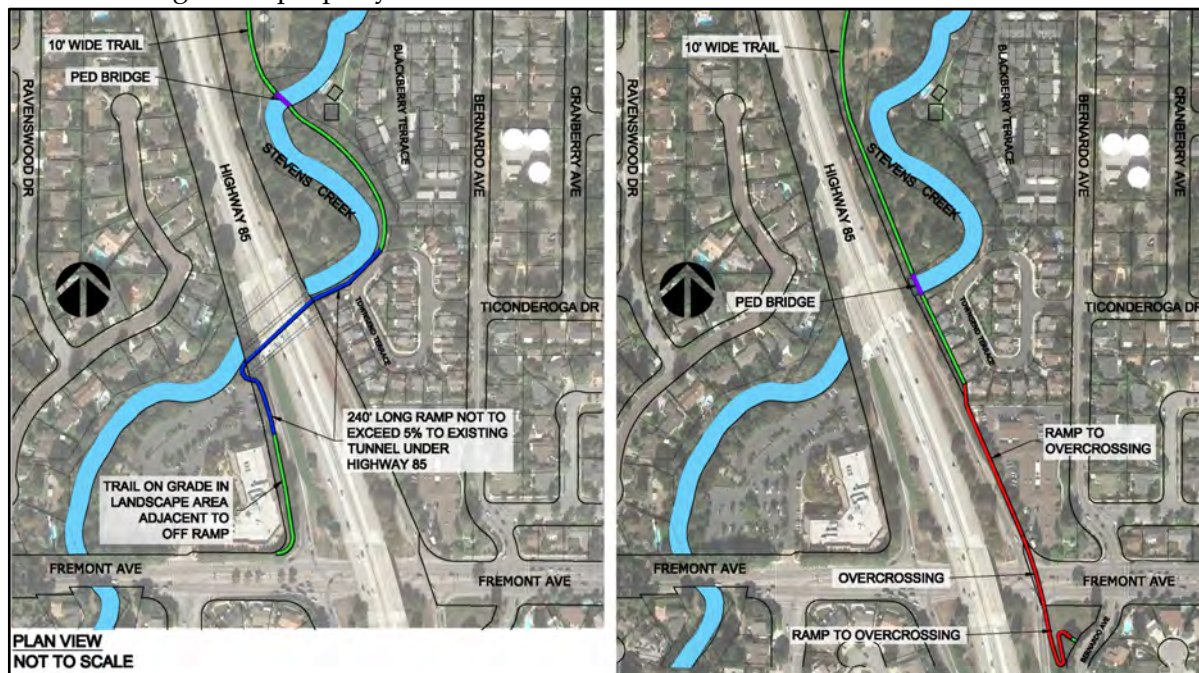 10' WIDE TRAIL
PED BRIDGE
RAVENSWOOD DR
BLACKBERRY TERRACE
BERNARDO AVE
CRANBERRY AVE
STEVENS CREEK
HIGHWAY 85
TICONDEROGA DR
TOWNSEND TERRACE
240' LONG RAMP NOT TO
EXCEED 5% TO EXISTING
TUNNEL UNDER
HIGHWAY 85
TRAIL ON GRADE IN
LANDSCAPE AREA
ADJACENT TO
OFF RAMP
FREMONT AVE
FREMONT AVE
PLAN VIEW
NOT TO SCALE
10' WIDE TRAIL
RAVENSWOOD DR
BLACKBERRY TERRACE
BERNARDO AVE
CRANBERRY AVE
STEVENS CREEK
HIGHWAY 85
PED BRIDGE
TICONDEROGA DR
TOWNSEND TERRACE
RAMP TO
OVERCROSSING
FREMONT AVE
OVERCROSSING
FREMONT AVE
RAMP TO OVERCROSSING
BERNARDO AVE